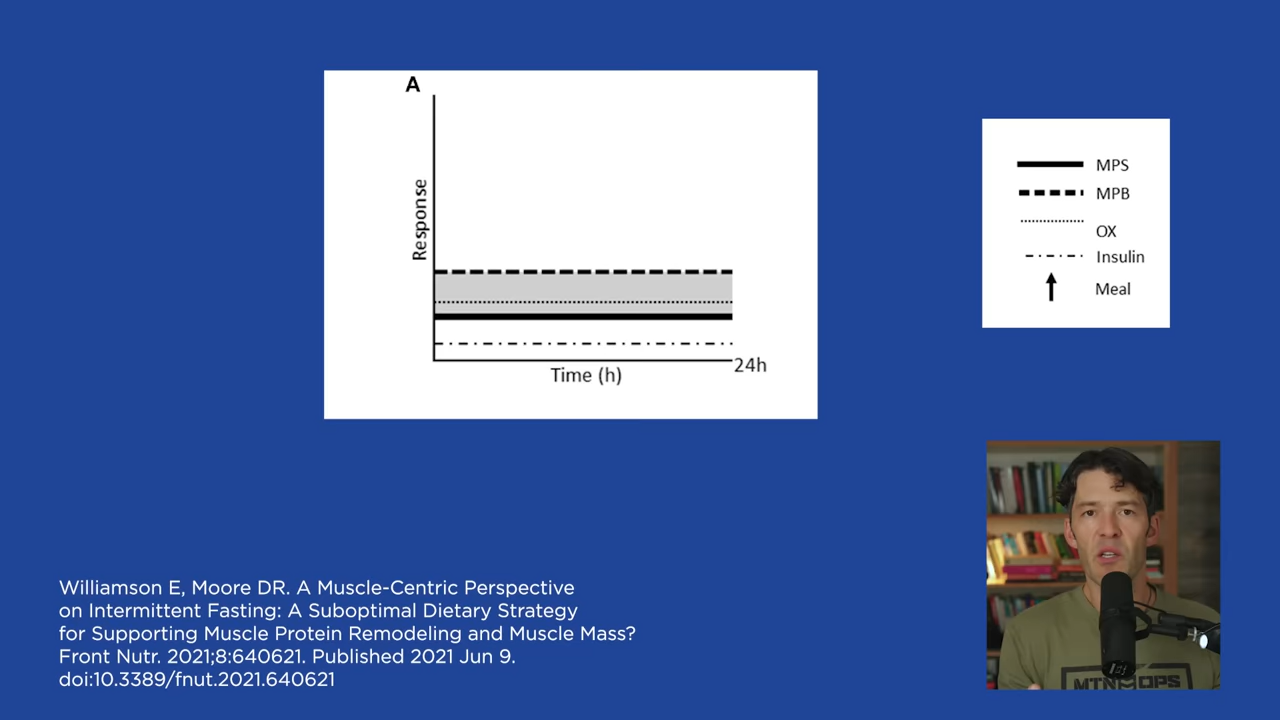 A
Response
24h
Time (h)
MPS
MPB
OX
Insulin
Meal
Williamson E, Moore DR. A Muscle-Centric Perspective
on Intermittent Fasting: A Suboptimal Dietary Strategy
for Supporting Muscle Protein Remodeling and Muscle Mass?
Front Nutr. 2021;8:640621. Published 2021 Jun 9.
doi:10.3389/fnut.2021.640621
MTN OPS